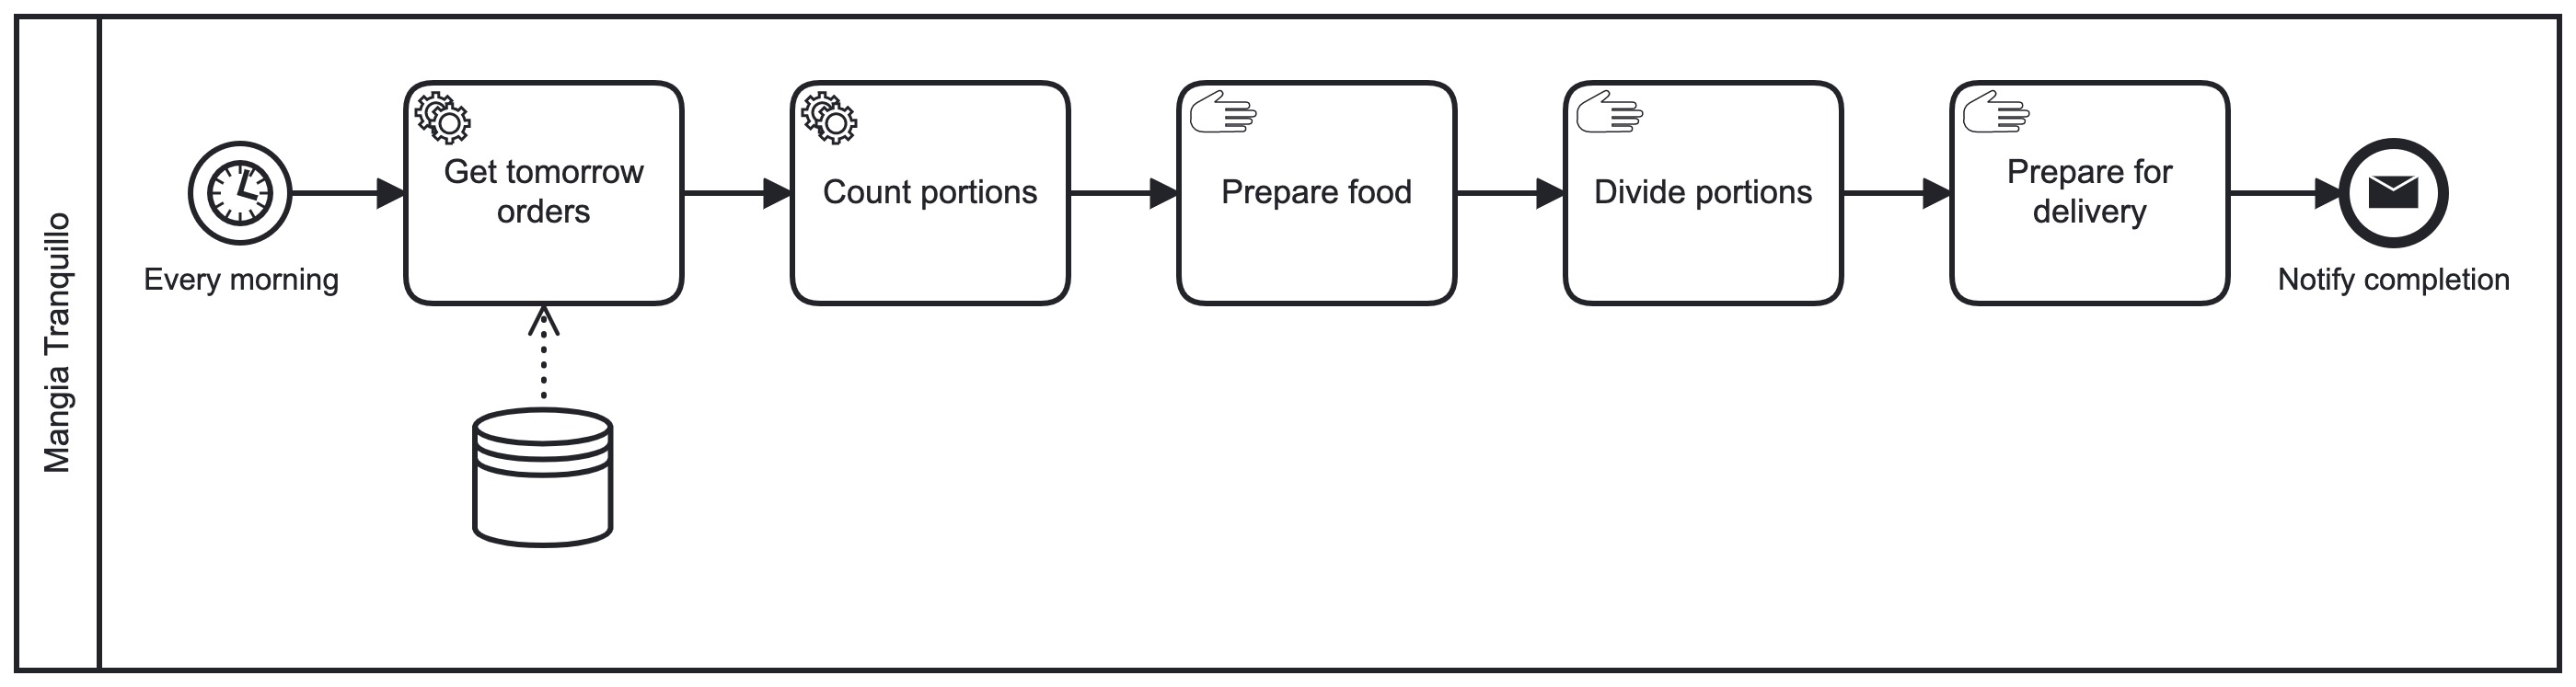 Mangia Tranquillo
Every morning
Get tomorrow
orders
Count portions
Prepare food
Divide portions
Prepare for
delivery
Notify completion